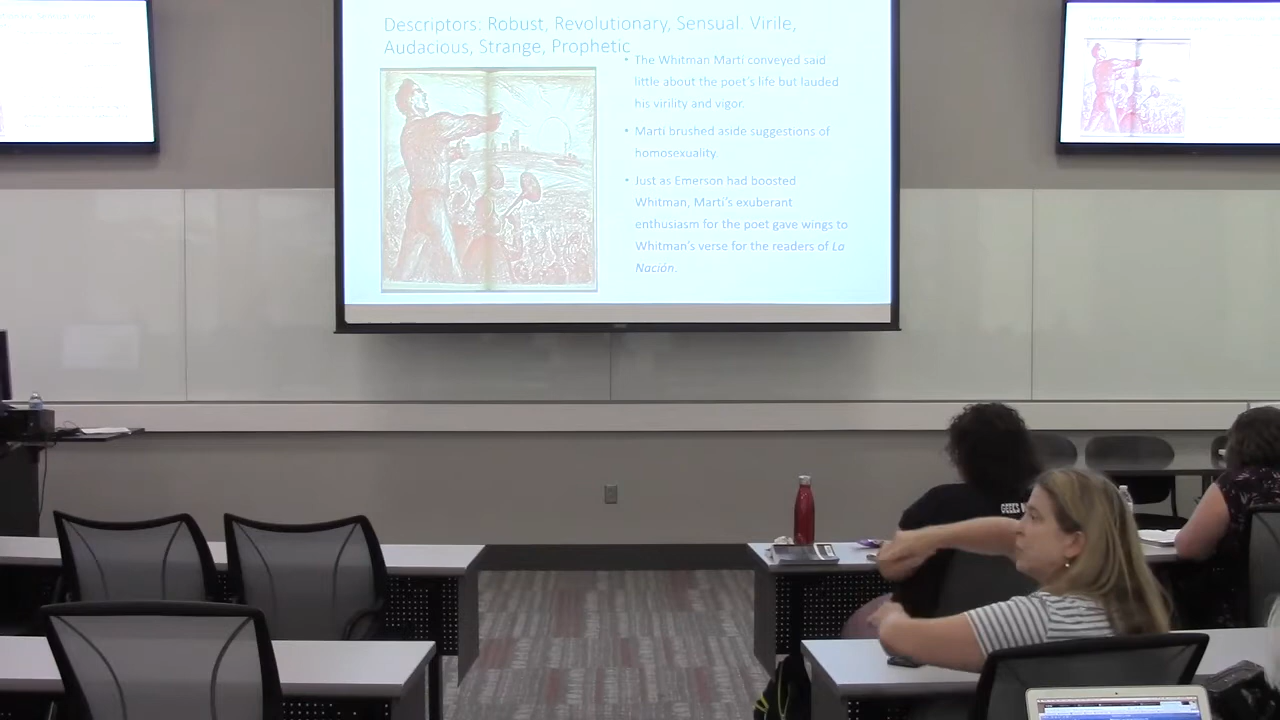 Descriptors: Robust, Revolutionary, Sensual. Virile,
Audacious, Strange, Prophetic
• The Whitman Martí conveyed said
little about the poet's life but lauded
his virility and vigor.
• Martí brushed aside suggestions of
homosexuality.
• Just as Emerson had boosted
Whitman, Martí's exuberant
enthusiasm for the poet gave wings to
Whitman's verse for the readers of La
Nación.
GEEKS